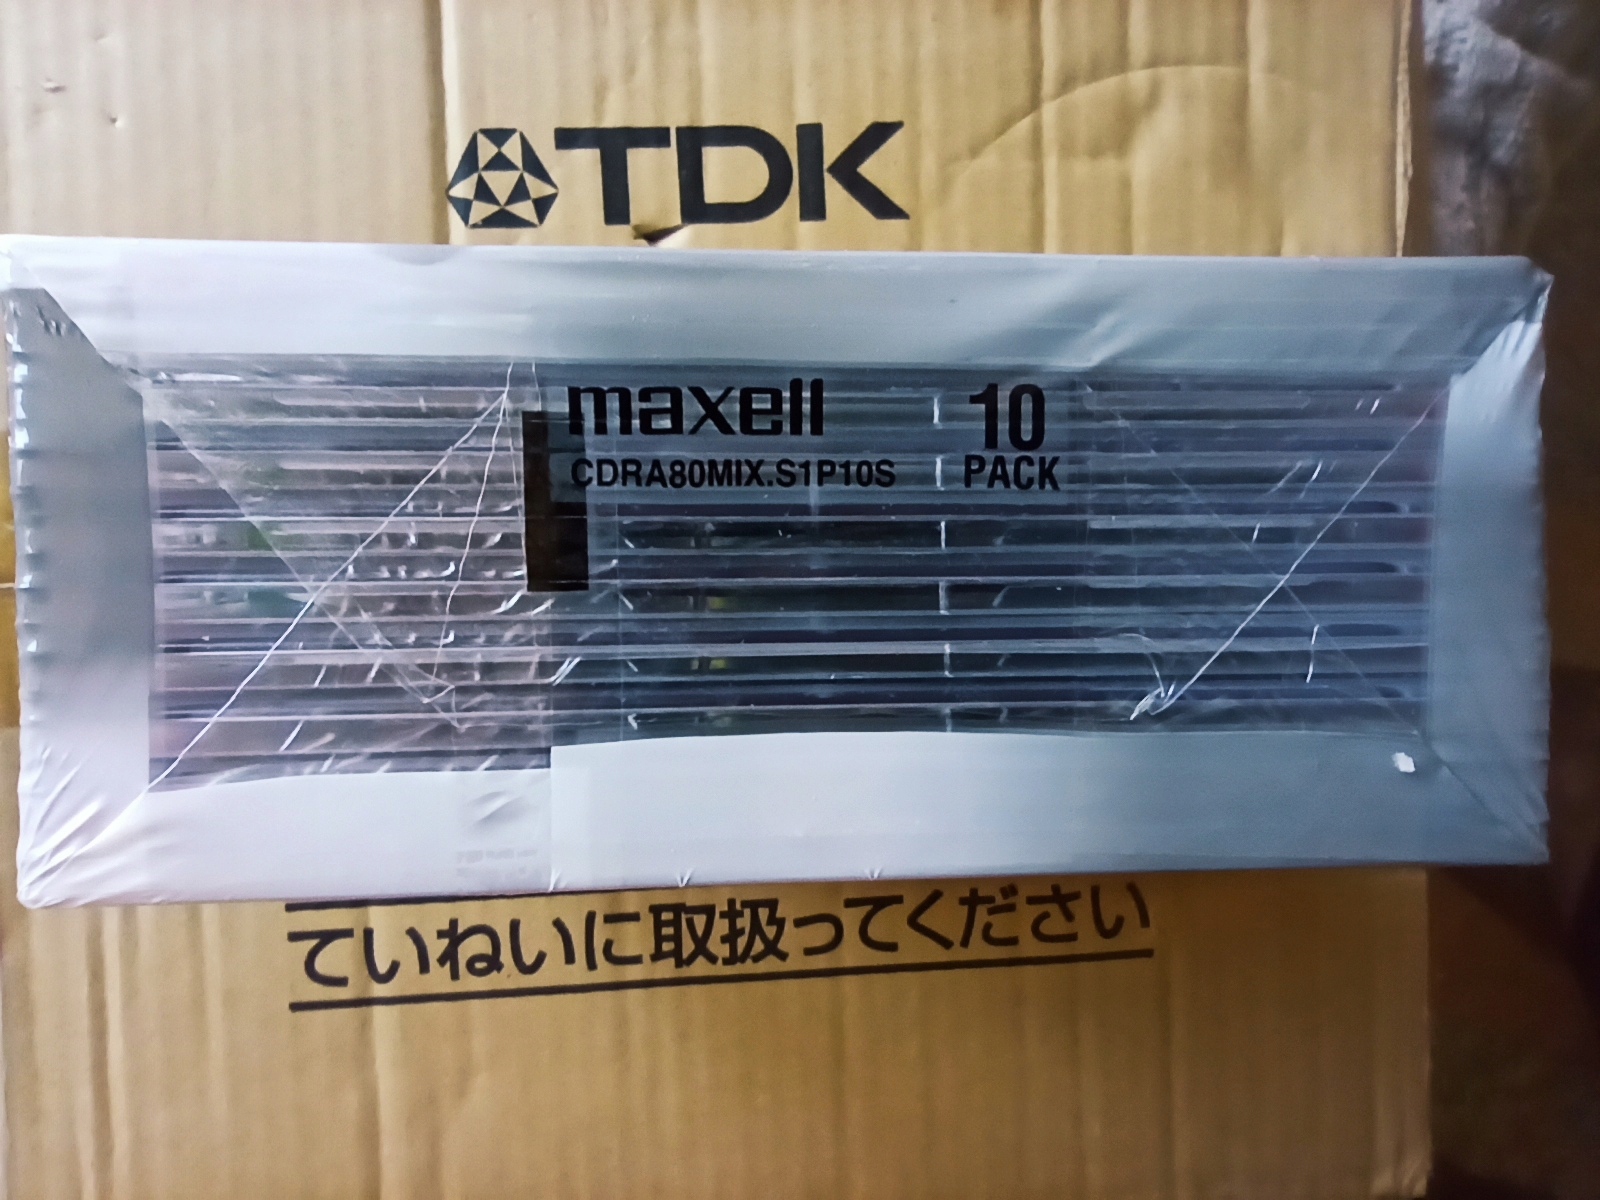 TDK
maxell
CDRA80MIX.S1P10S
10
PACK
ていねいに取扱ってください